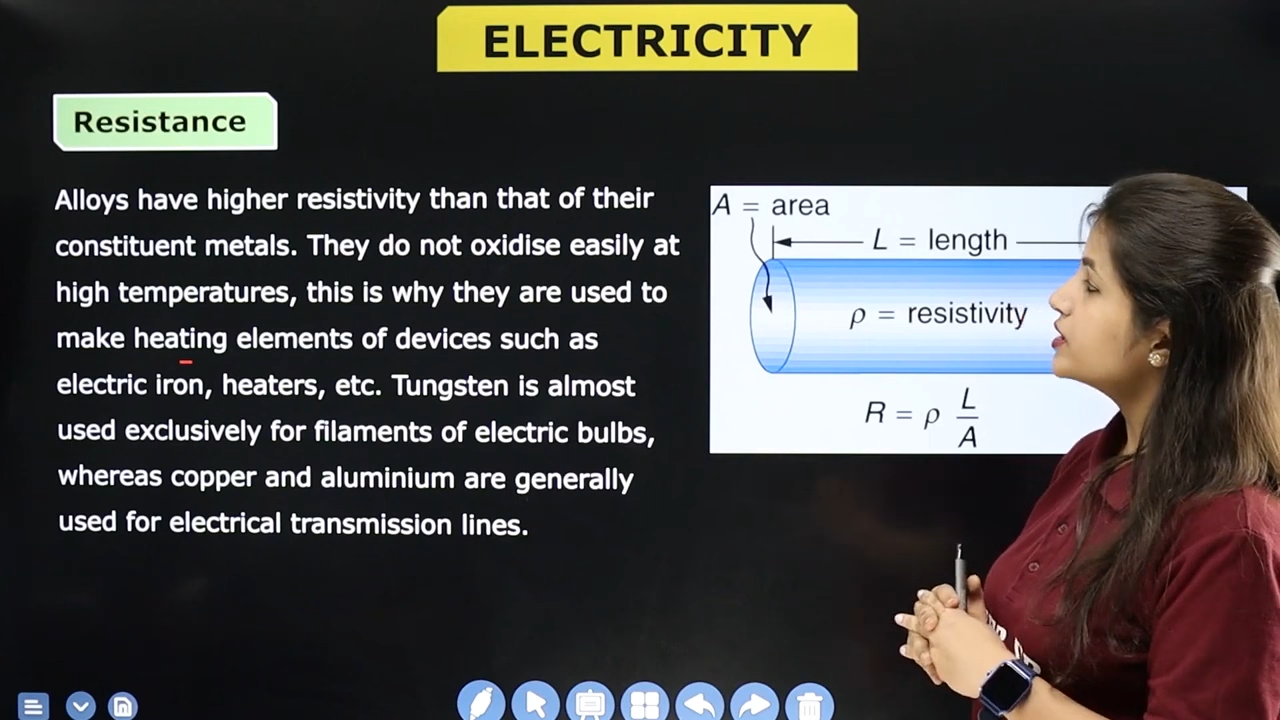 ELECTRICITY
Resistance
Alloys have higher resistivity than that of their
constituent metals. They do not oxidise easily at
high temperatures, this is why they are used to
make heating elements of devices such as
electric iron, heaters, etc. Tungsten is almost
used exclusively for filaments of electric bulbs,
whereas copper and aluminium are generally
used for electrical transmission lines.
A = area
L = length
ρ = resistivity
R = ρ L/A